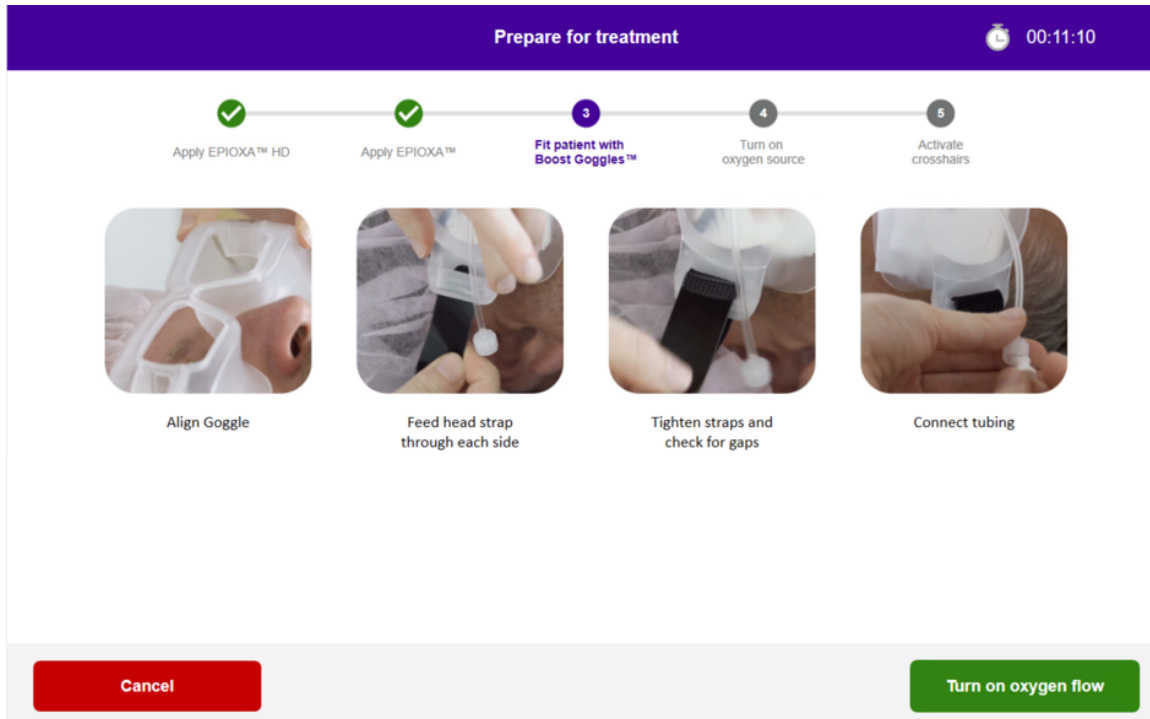 Prepare for treatment
00:11:10
3
4
5
Apply EPIOXA™ HD
Apply EPIOXA™
Fit patient with
Boost Goggles™
Turn on
oxygen source
Activate
crosshairs
Align Goggle
Feed head strap
through each side
Tighten straps and
check for gaps
Connect tubing
Cancel
Turn on oxygen flow